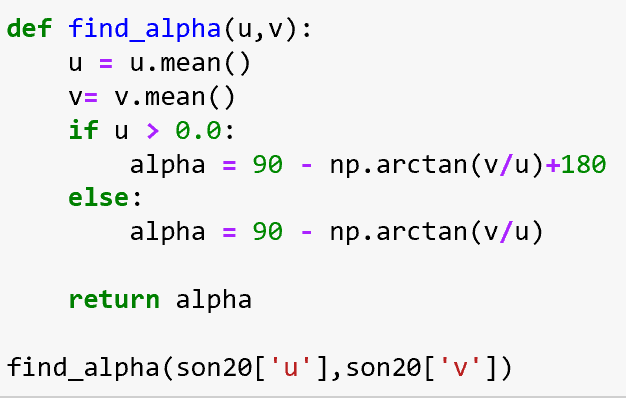 def find_alpha(u,v):
    u = u.mean()
    v= v.mean()
    if u > 0.0:
        alpha = 90 - np.arctan(v/u)+180
    else:
        alpha = 90 - np.arctan(v/u)

    return alpha

find_alpha(son20['u'],son20['v'])